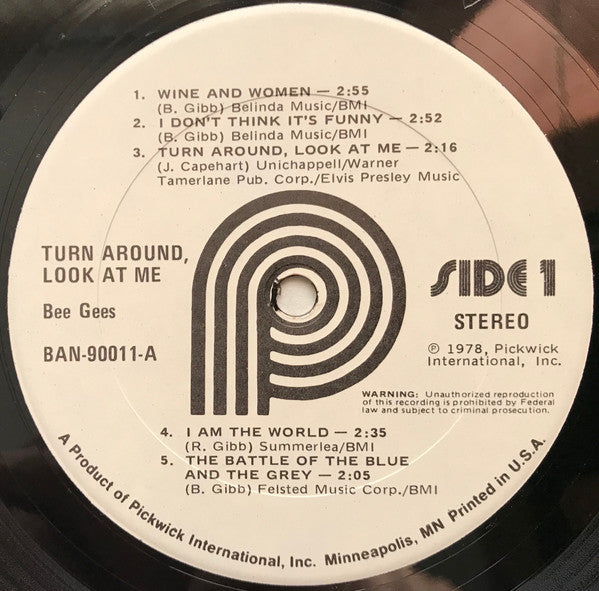 1. WINE AND WOMEN — 2:55
(B. Gibb) Belinda Music/BMI
2. I DON'T THINK IT'S FUNNY — 2:52
(B. Gibb) Belinda Music/BMI
3. TURN AROUND, LOOK AT ME — 2:16
(J. Capehart) Unichappell/Warner
Tamerlane Pub. Corp./Elvis Presley Music
TURN AROUND,
LOOK AT ME
Bee Gees
BAN-90011-A
SIDE 1
STEREO
℗ 1978, Pickwick
International, Inc.
WARNING: Unauthorized reproduction
of this recording is prohibited by Federal
law and subject to criminal prosecution.
4. I AM THE WORLD — 2:35
(R. Gibb) Summerlea/BMI
5. THE BATTLE OF THE BLUE
AND THE GREY — 2:05
(B. Gibb) Felsted Music Corp./BMI
A Product of Pickwick International, Inc. Minneapolis, MN Printed in U.S.A.